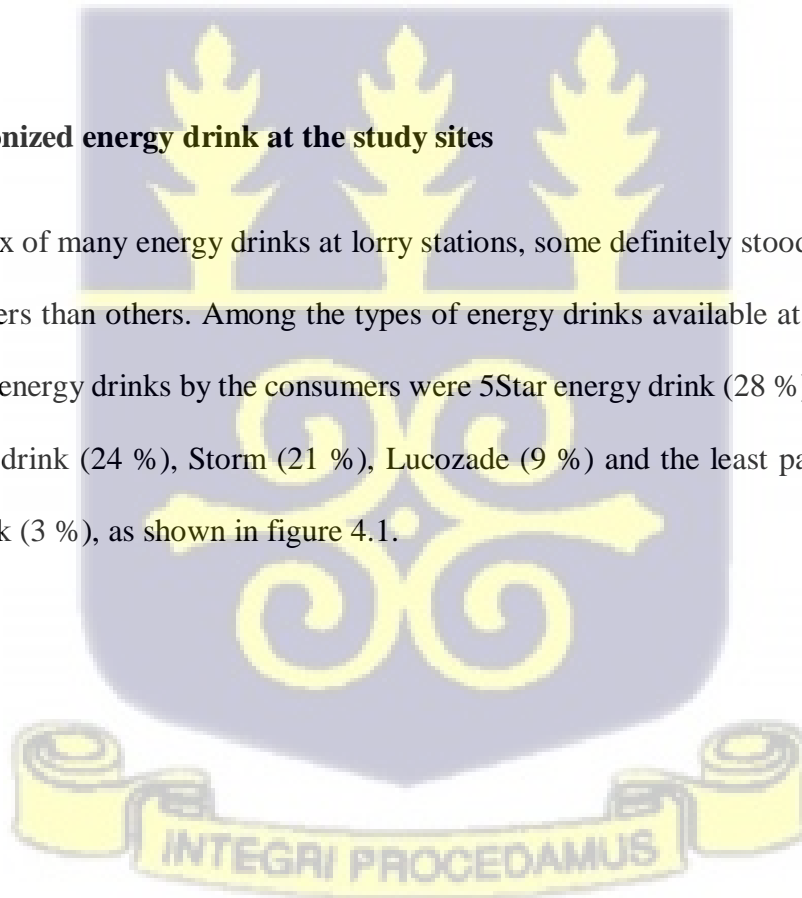 onized energy drink at the study sites
x of many energy drinks at lorry stations, some definitely stood
ers than others. Among the types of energy drinks available at
energy drinks by the consumers were 5Star energy drink (28 %)
drink (24 %), Storm (21 %), Lucozade (9 %) and the least pa
k (3 %), as shown in figure 4.1.
INTEGRI PROCEDAMUS